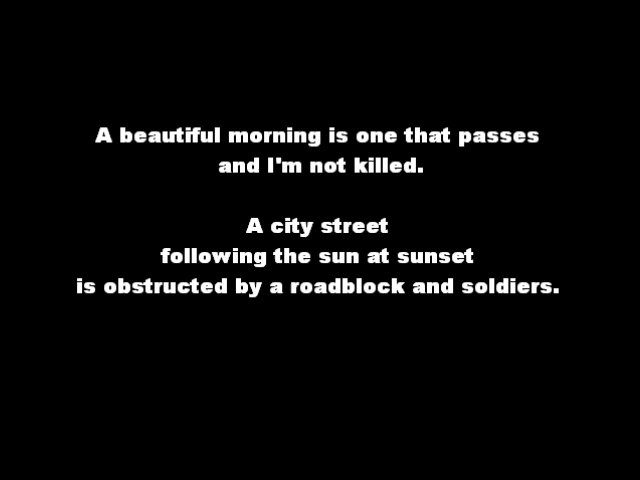 A beautiful morning is one that passes
and I'm not killed.
A city street
following the sun at sunset
is obstructed by a roadblock and soldiers.